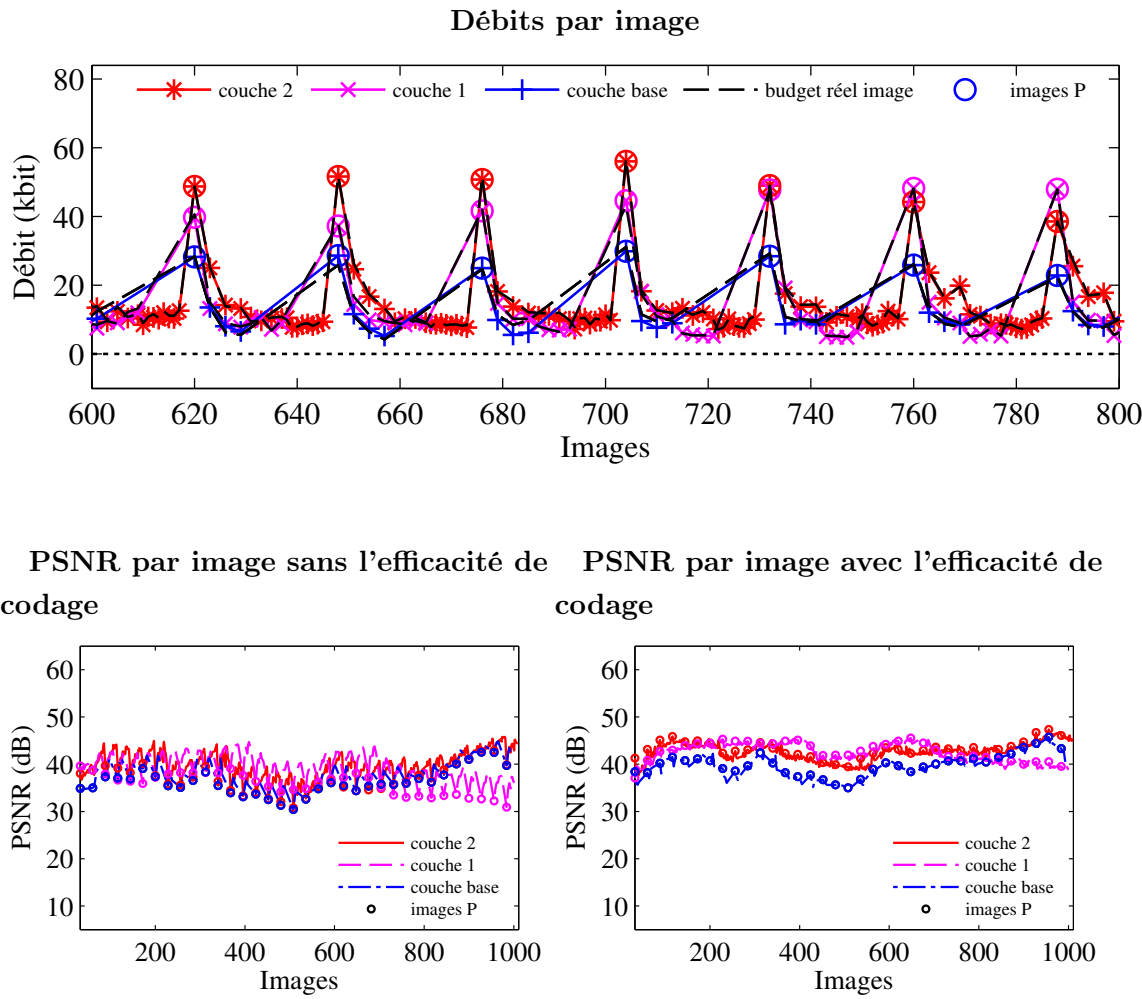 Débits par image
80
60
40
20
0
Débit (kbit)
couche 2
couche 1
couche base
budget réel image
images P
600 620 640 660 680 700 720 740 760 780 800
Images
PSNR par image sans l'efficacité de
codage
60
50
40
30
20
10
PSNR (dB)
couche 2
couche 1
couche base
images P
200 400 600 800 1000
Images
PSNR par image avec l'efficacité de
codage
60
50
40
30
20
10
PSNR (dB)
couche 2
couche 1
couche base
images P
200 400 600 800 1000
Images